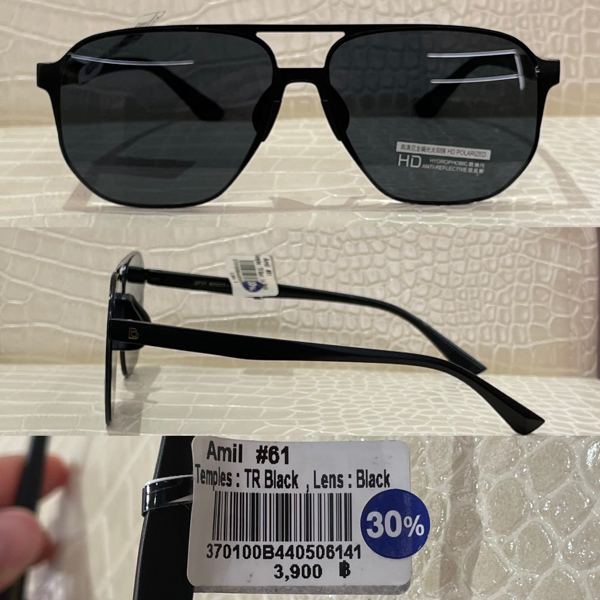 HD POLARIZED
HD
HYDROPHOBIC
ANTI-REFLECTIVE
B
Amil #61
Temples : TR Black , Lens : Black
30%
370100B440506141
3,900 ฿